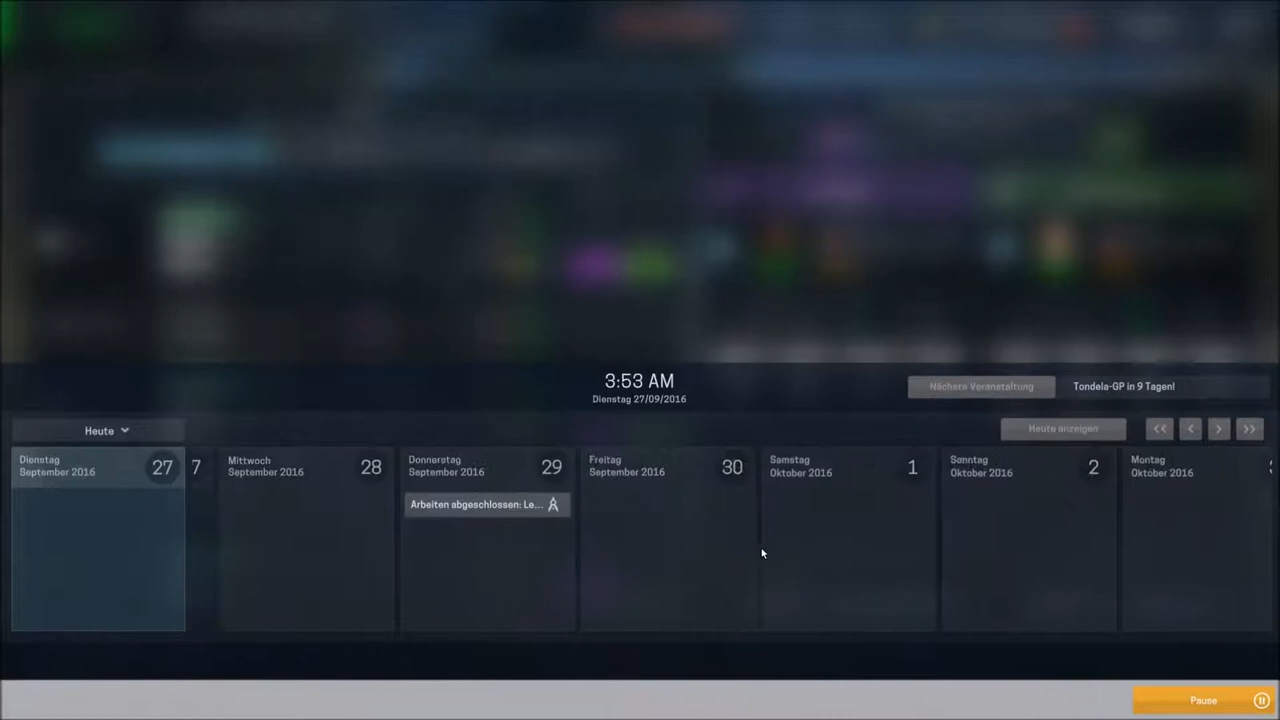 3:53 AM
Dienstag 27/09/2016
Nächste Veranstaltung
Tondela-GP in 9 Tagen!
Heute
Heute anzeigen
<< < > >>
Dienstag
September 2016
27
7
Mittwoch
September 2016
28
Donnerstag
September 2016
29
Arbeiten abgeschlossen: Le...
Freitag
September 2016
30
Samstag
Oktober 2016
1
Sonntag
Oktober 2016
2
Montag
Oktober 2016
Pause